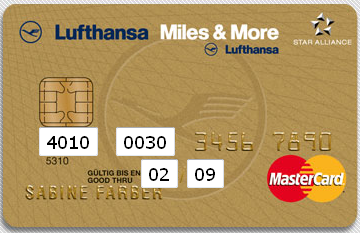 Lufthansa Miles & More
Lufthansa
STAR ALLIANCE
4010 0030 3456 7890
5310
GÜLTIG BIS EN
GOOD THRU
02 09
SABINE FARBER
MasterCard